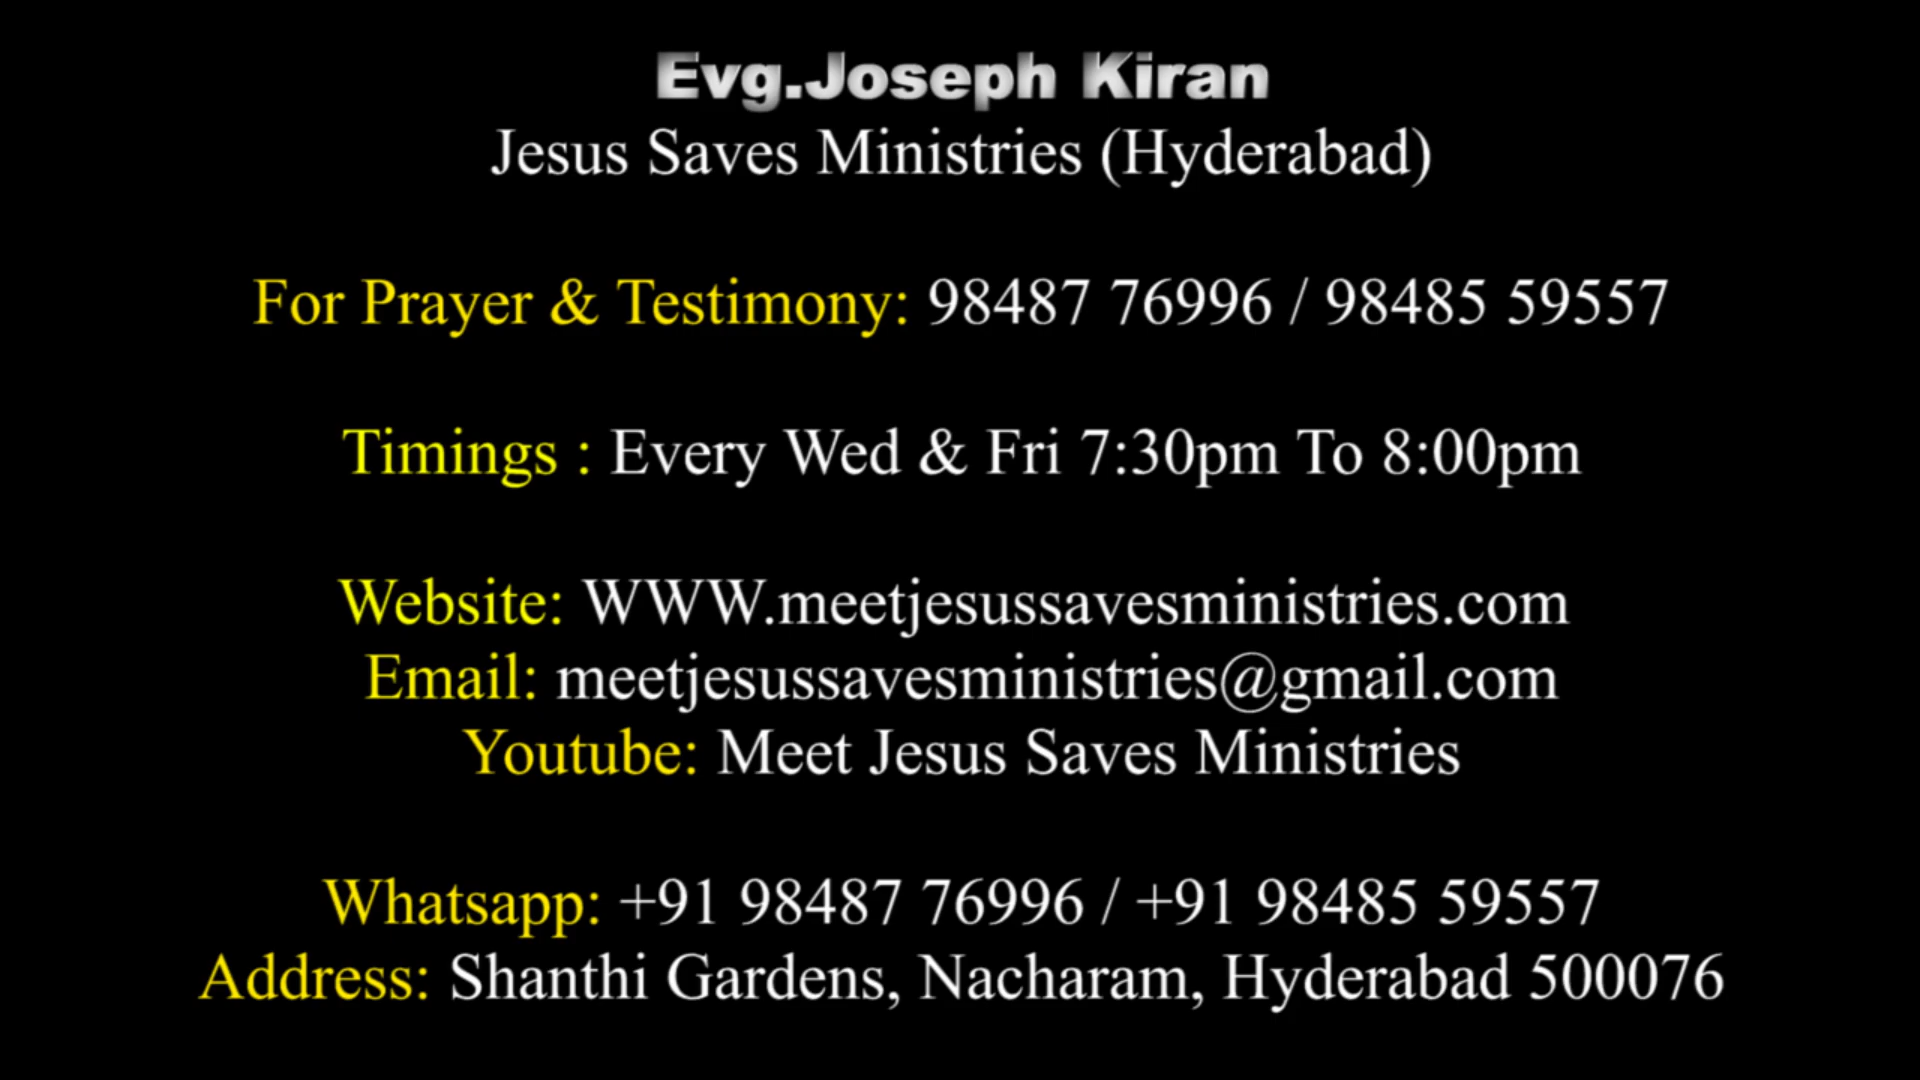 Evg.Joseph Kiran
Jesus Saves Ministries (Hyderabad)
For Prayer & Testimony: 98487 76996 / 98485 59557
Timings : Every Wed & Fri 7:30pm To 8:00pm
Website: WWW.meetjesussavesministries.com
Email: meetjesussavesministries@gmail.com
Youtube: Meet Jesus Saves Ministries
Whatsapp: +91 98487 76996 / +91 98485 59557
Address: Shanthi Gardens, Nacharam, Hyderabad 500076